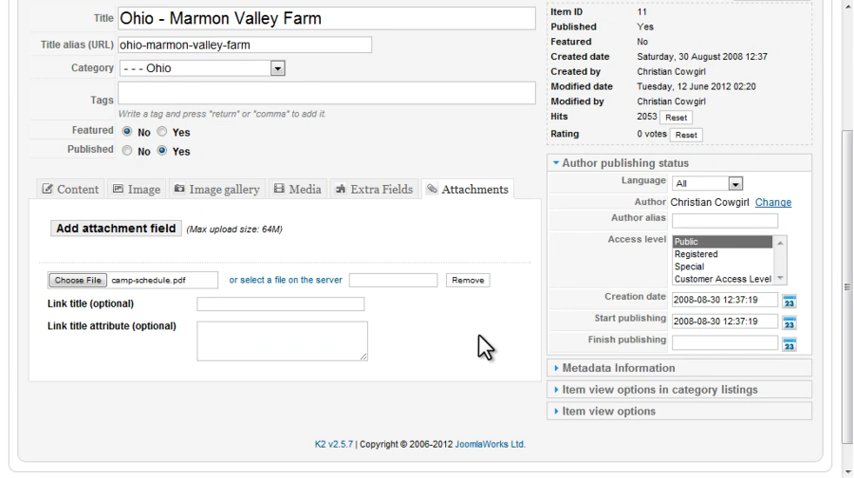 Title Ohio - Marmon Valley Farm
Title alias (URL) ohio-marmon-valley-farm
Category - - - Ohio
Tags
Write a tag and press "return" or "comma" to add it.
Featured No Yes
Published No Yes
Content Image Image gallery Media Extra Fields Attachments
Add attachment field (Max upload size: 64M)
Choose File camp-schedule.pdf or select a file on the server Remove
Link title (optional)
Link title attribute (optional)
Item ID 11
Published Yes
Featured No
Created date Saturday, 30 August 2008 12:37
Created by Christian Cowgirl
Modified date Tuesday, 12 June 2012 02:20
Modified by Christian Cowgirl
Hits 2053 Reset
Rating 0 votes Reset
Author publishing status
Language All
Author Christian Cowgirl Change
Author alias
Access level Public
Registered
Special
Customer Access Level
Creation date 2008-08-30 12:37:19 23
Start publishing 2008-08-30 12:37:19 23
Finish publishing 23
Metadata Information
Item view options in category listings
Item view options
K2 v2.5.7 | Copyright © 2006-2012 JoomlaWorks Ltd.